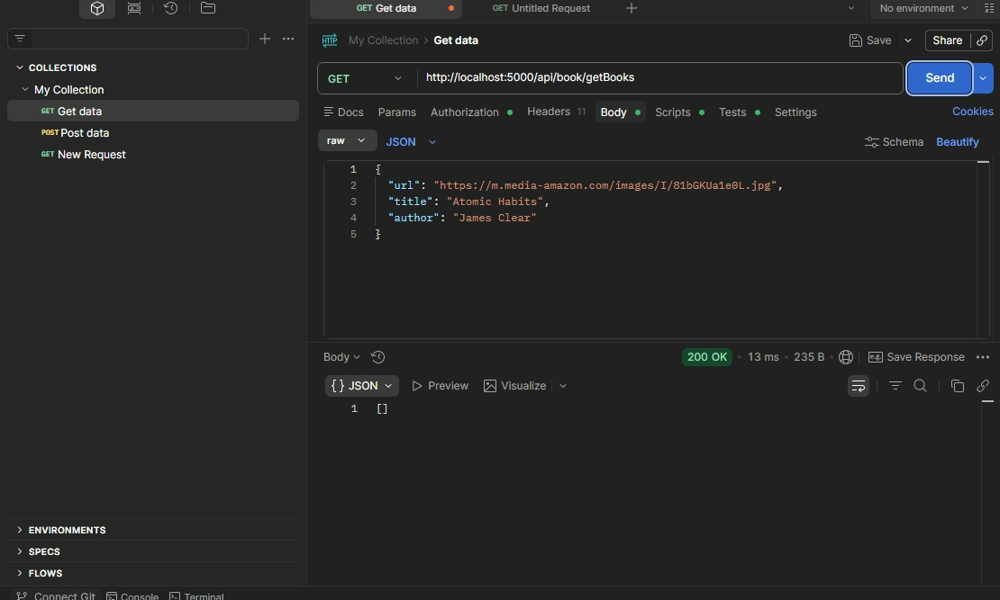 GET Get data
GET Untitled Request
No environment
HTTP My Collection > Get data
Save
Share
COLLECTIONS
My Collection
GET Get data
POST Post data
GET New Request
GET
http://localhost:5000/api/book/getBooks
Send
Docs Params Authorization Headers 11 Body Scripts Tests Settings
Cookies
raw
JSON
Schema
Beautify
1 {
2 "url": "https://m.media-amazon.com/images/I/81bGKUa1e0L.jpg",
3 "title": "Atomic Habits",
4 "author": "James Clear"
5 }
Body
200 OK • 13 ms • 235 B
e.g. Save Response
{} JSON
Preview
Visualize
1 []
ENVIRONMENTS
SPECS
FLOWS
Connect Git
Console
Terminal